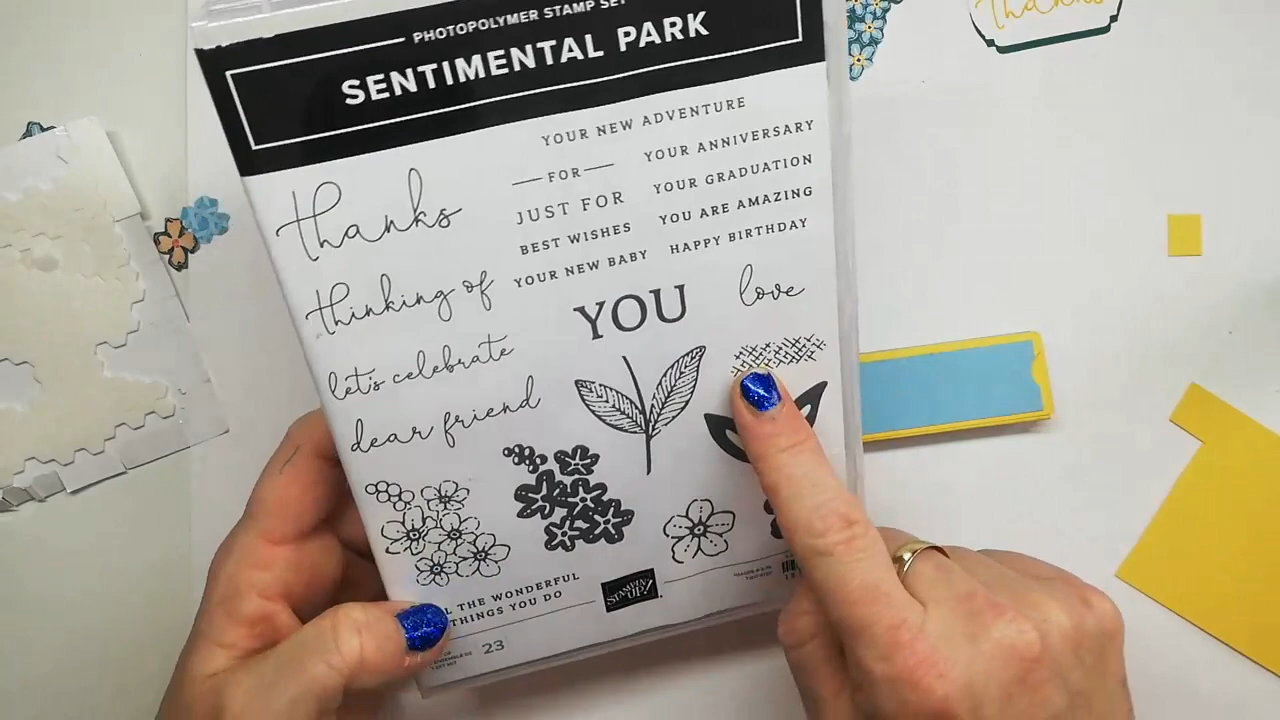 PHOTOPOLYMER STAMP SET
SENTIMENTAL PARK
thanks
thinking of
let's celebrate
dear friend
YOUR NEW ADVENTURE
FOR
JUST FOR
BEST WISHES
YOUR NEW BABY
YOUR ANNIVERSARY
YOUR GRADUATION
YOU ARE AMAZING
HAPPY BIRTHDAY
YOU
love
THE WONDERFUL
THINGS YOU DO
STAMPIN' UP!
23
thanks